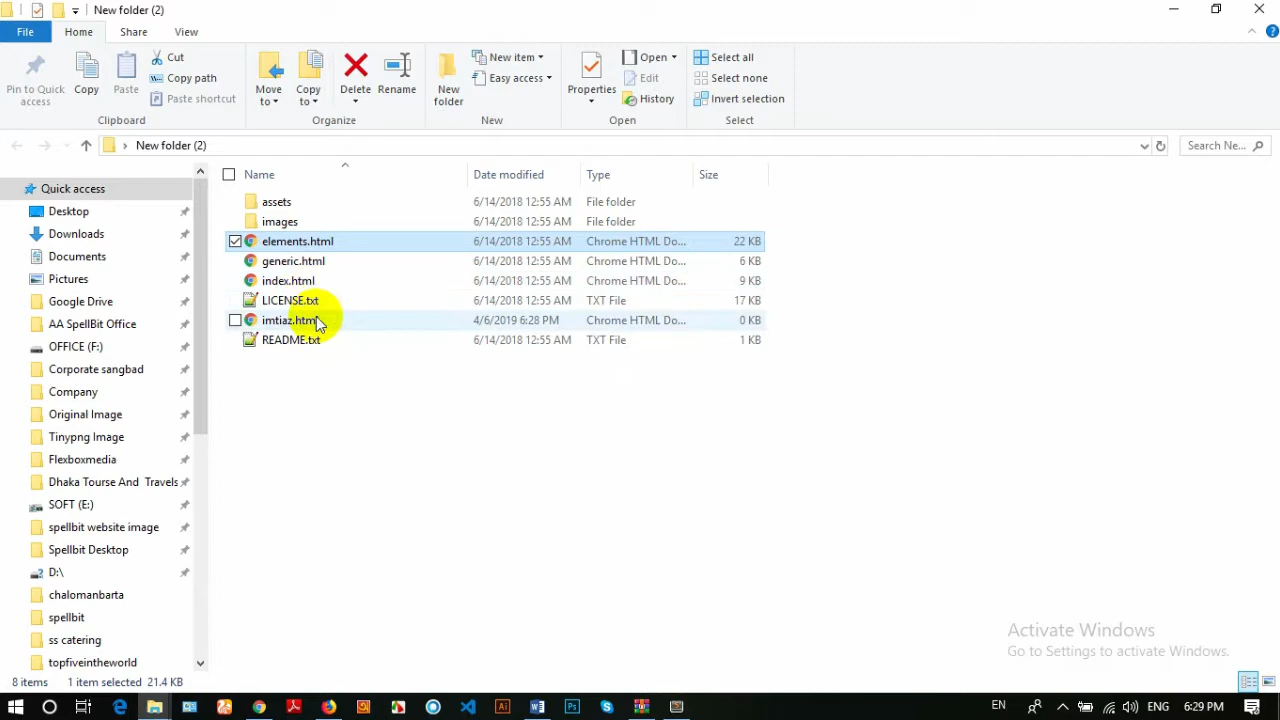 New folder (2)
File Home Share View
Pin to Quick access
Copy
Paste
Cut
Copy path
Paste shortcut
Clipboard
Move to
Copy to
Delete
Rename
Organize
New folder
New item
Easy access
New
Properties
Open
Edit
History
Open
Select all
Select none
Invert selection
Select
New folder (2)
Search Ne...
Name Date modified Type Size
Quick access
Desktop
Downloads
Documents
Pictures
Google Drive
AA SpellBit Office
OFFICE (F:)
Corporate sangbad
Company
Original Image
Tinypng Image
Flexboxmedia
Dhaka Tourse And Travels
SOFT (E:)
spellbit website image
Spellbit Desktop
D:\
chalomanbarta
spellbit
ss catering
topfiveintheworld
assets 6/14/2018 12:55 AM File folder
images 6/14/2018 12:55 AM File folder
elements.html 6/14/2018 12:55 AM Chrome HTML Do... 22 KB
generic.html 6/14/2018 12:55 AM Chrome HTML Do... 6 KB
index.html 6/14/2018 12:55 AM Chrome HTML Do... 9 KB
LICENSE.txt 6/14/2018 12:55 AM TXT File 17 KB
imtiaz.html 4/6/2019 6:28 PM Chrome HTML Do... 0 KB
README.txt 6/14/2018 12:55 AM TXT File 1 KB
Activate Windows
Go to Settings to activate Windows.
8 items 1 item selected 21.4 KB
EN ENG 6:29 PM